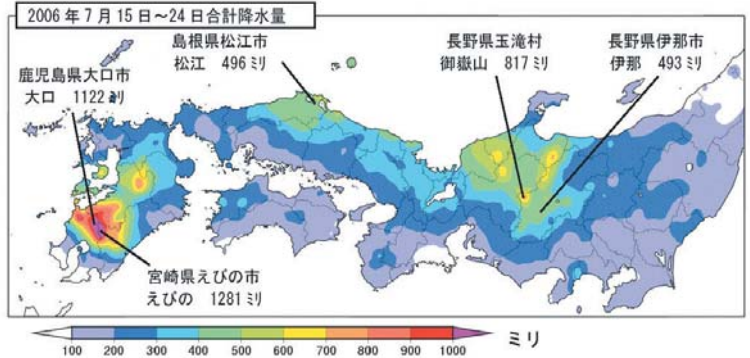 2006年7月15日～24日合計降水量
島根県松江市
松江 496ミリ
長野県玉滝村
御嶽山 817ミリ
長野県伊那市
伊那 493ミリ
鹿児島県大口市
大口 1122ミリ
宮崎県えびの市
えびの 1281ミリ
100 200 300 400 500 600 700 800 900 1000 ミリ